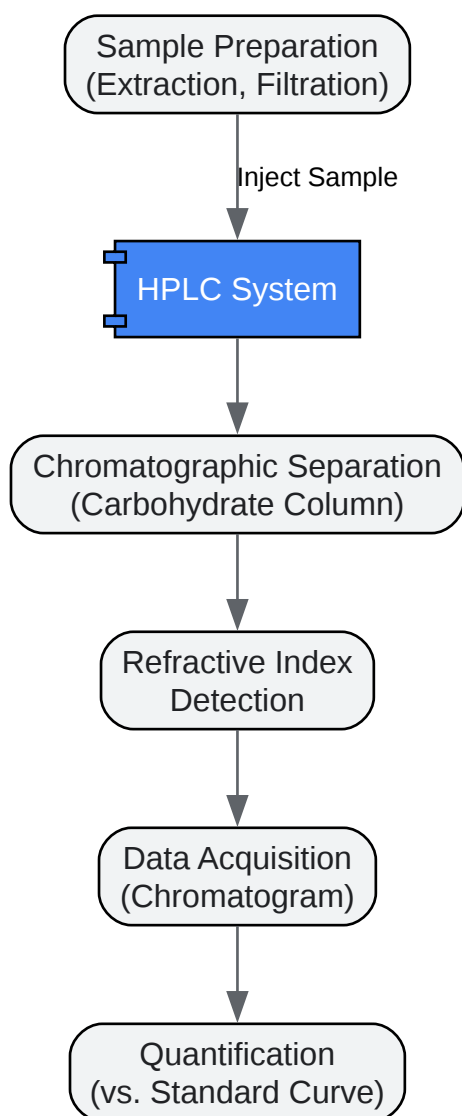 Sample Preparation
(Extraction, Filtration)
Inject Sample
HPLC System
Chromatographic Separation
(Carbohydrate Column)
Refractive Index
Detection
Data Acquisition
(Chromatogram)
Quantification
(vs. Standard Curve)